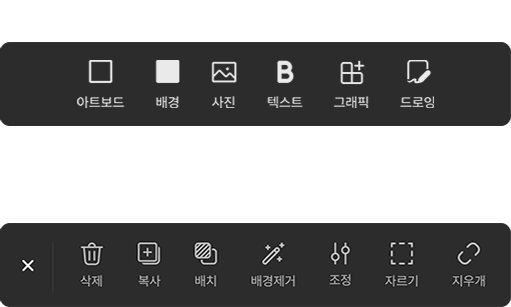 아트보드 배경 사진 텍스트 그래픽 드로잉
삭제 복사 배치 배경제거 조정 자르기 지우개